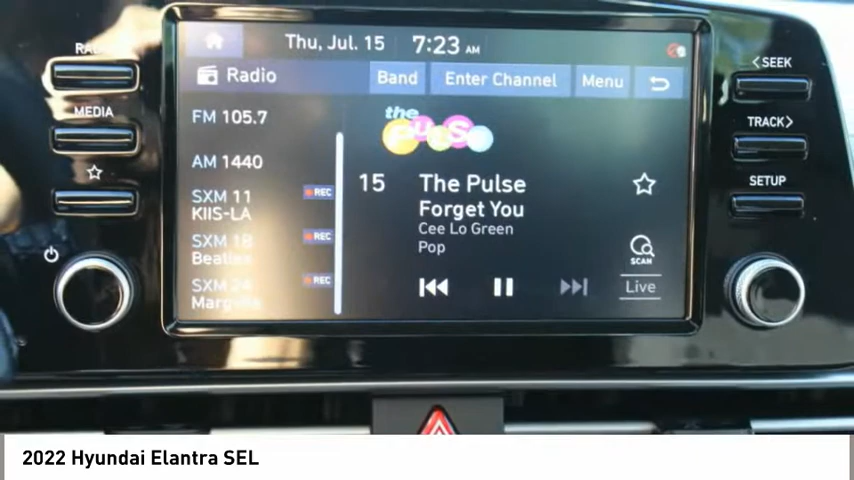 Thu, Jul. 15 7:23 AM
RADIO
MEDIA
Radio
Band
Enter Channel
Menu
FM 105.7
AM 1440
SXM 11 REC
KIIS-LA
SXM 18 REC
Beatles
SXM 24 REC
the
PULSE
15 The Pulse
Forget You
Cee Lo Green
Pop
SCAN
Live
<SEEK
TRACK>
SETUP
2022 Hyundai Elantra SEL